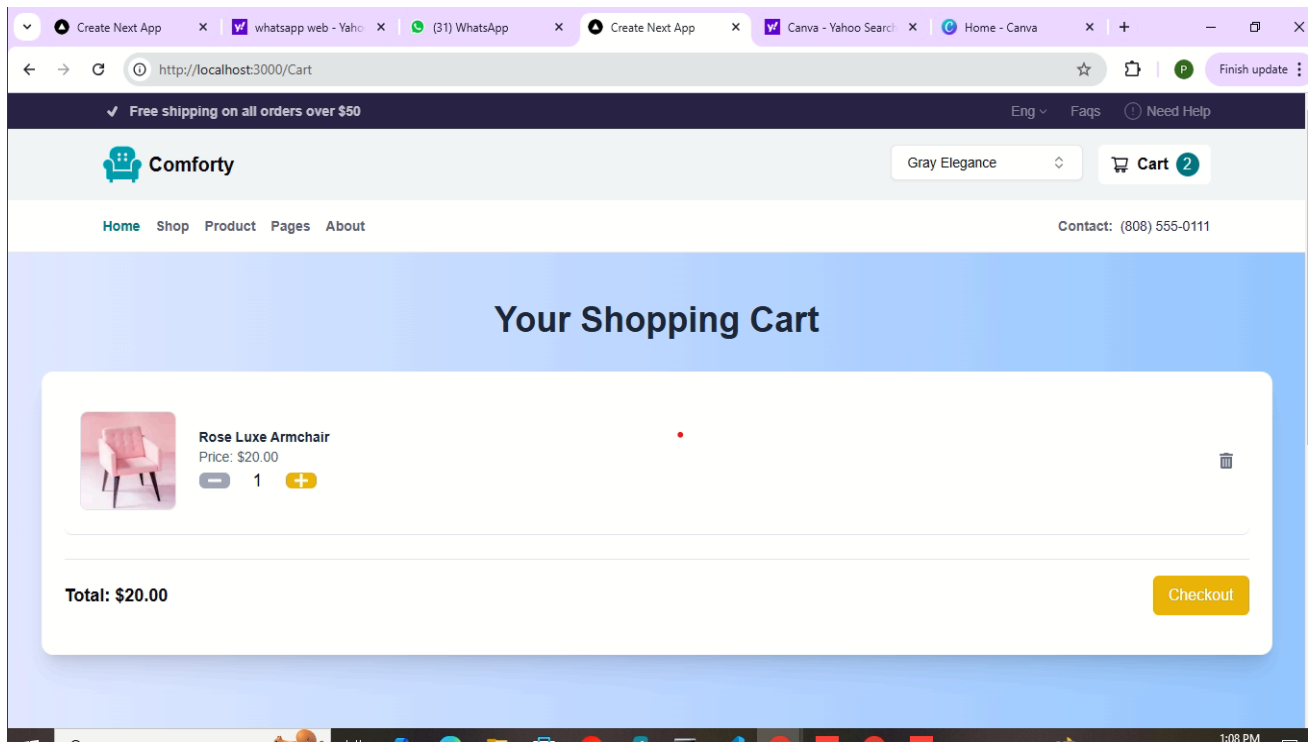 Create Next App
whatsapp web - Yaho
(31) WhatsApp
Create Next App
Canva - Yahoo Search
Home - Canva
http://localhost:3000/Cart
P
Finish update
Free shipping on all orders over $50
Eng
Faqs
Need Help
Comforty
Gray Elegance
Cart 2
Home Shop Product Pages About
Contact: (808) 555-0111
Your Shopping Cart
Rose Luxe Armchair
Price: $20.00
1
Total: $20.00
Checkout
1:08 PM